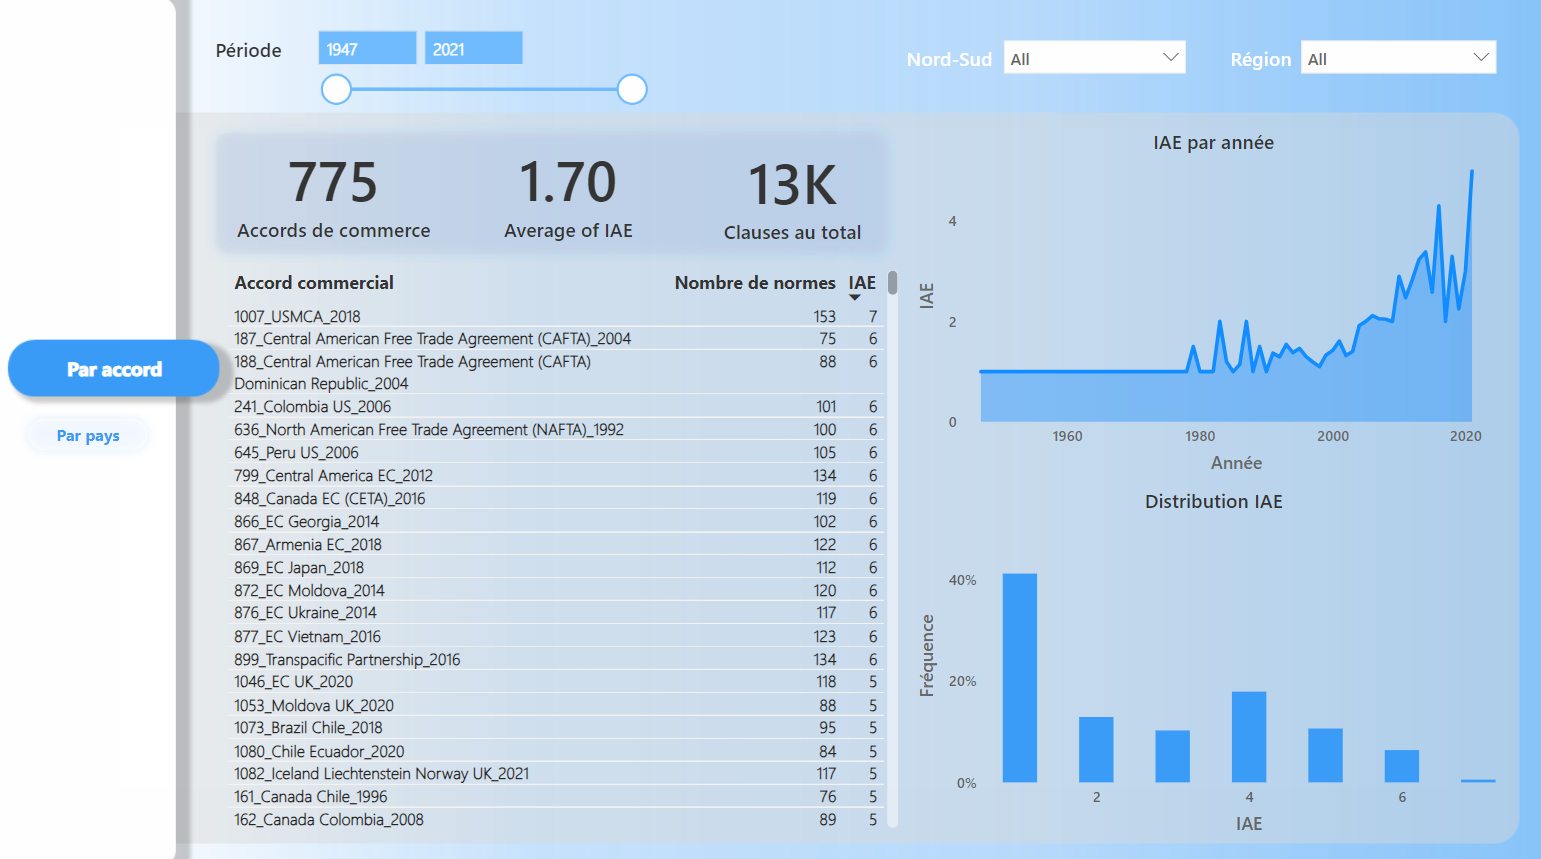 Période
1947 2021
Nord-Sud All
Région All
775
Accords de commerce
1.70
Average of IAE
13K
Clauses au total
Accord commercial Nombre de normes IAE
1007_USMCA_2018 153 7
187_Central American Free Trade Agreement (CAFTA)_2004 75 6
188_Central American Free Trade Agreement (CAFTA) 88 6
Dominican Republic_2004
241_Colombia US_2006 101 6
636_North American Free Trade Agreement (NAFTA)_1992 100 6
645_Peru US_2006 105 6
799_Central America EC_2012 134 6
848_Canada EC (CETA)_2016 119 6
866_EC Georgia_2014 102 6
867_Armenia EC_2018 122 6
869_EC Japan_2018 112 6
872_EC Moldova_2014 120 6
876_EC Ukraine_2014 117 6
877_EC Vietnam_2016 123 6
899_Transpacific Partnership_2016 134 6
1046_EC UK_2020 118 5
1053_Moldova UK_2020 88 5
1073_Brazil Chile_2018 95 5
1080_Chile Ecuador_2020 84 5
1082_Iceland Liechtenstein Norway UK_2021 117 5
161_Canada Chile_1996 76 5
162_Canada Colombia_2008 89 5
Par accord
Par pays
IAE par année
IAE
4
2
0
1960 1980 2000 2020
Année
Distribution IAE
Fréquence
40%
20%
0%
2 4 6
IAE